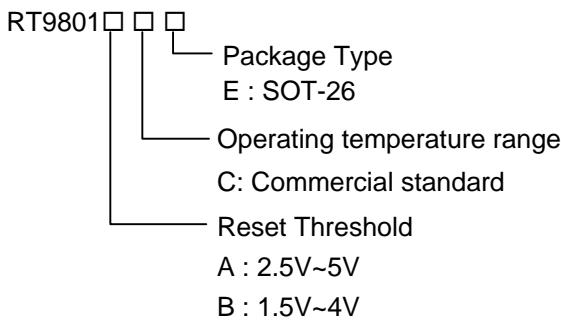 RT9801□ □ □
Package Type
E : SOT-26
Operating temperature range
C: Commercial standard
Reset Threshold
A : 2.5V~5V
B : 1.5V~4V